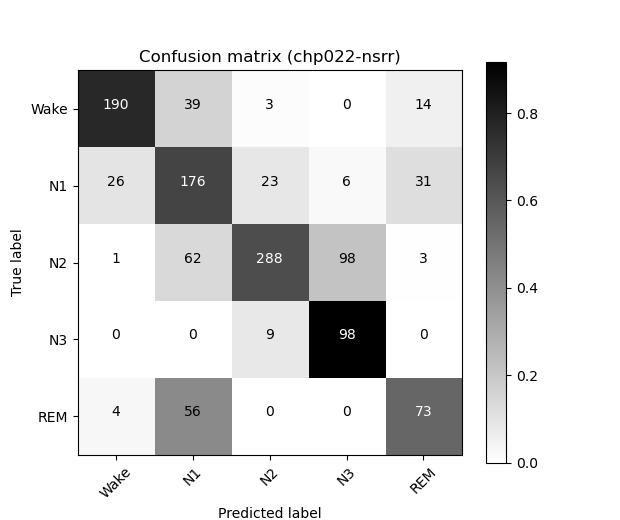 Confusion matrix (chp022-nsrr)
True label
Wake 190 39 3 0 14
N1 26 176 23 6 31
N2 1 62 288 98 3
N3 0 0 9 98 0
REM 4 56 0 0 73
Wake N1 N2 N3 REM
Predicted label
0.8
0.6
0.4
0.2
0.0